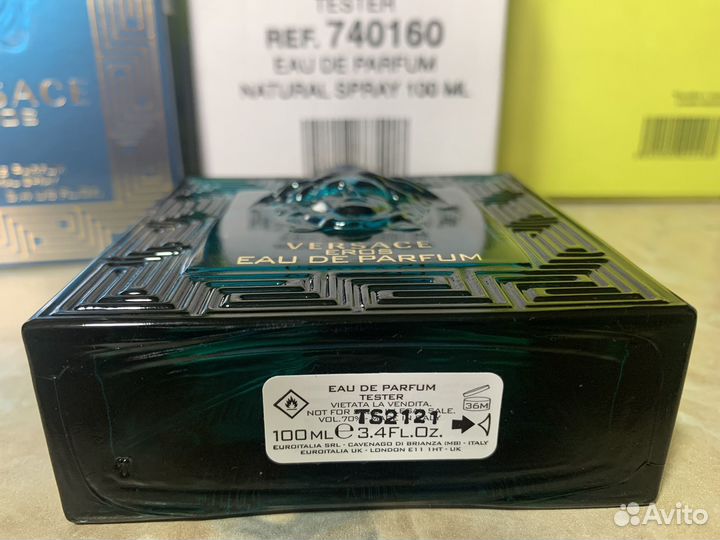 TESTER
REF. 740160
EAU DE PARFUM
NATURAL SPRAY 100 ML
VERSACE
EROS
EAU DE PARFUM
EAU DE PARFUM
TESTER
VIETATA LA VENDITA.
NOT FOR SALE.
VOL.70%
TS2121
36M
100 ML e 3.4FL.Oz.
EUROITALIA SRL - CAVENAGO DI BRIANZA (MB) - ITALY
EUROITALIA UK - LONDON E11 1HT - UK
Avito